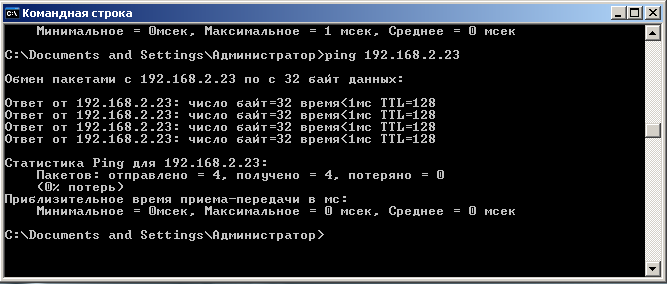 Командная строка
Минимальное = 0мсек, Максимальное = 1 мсек, Среднее = 0 мсек
C:\Documents and Settings\Администратор>ping 192.168.2.23
Обмен пакетами с 192.168.2.23 по с 32 байт данных:
Ответ от 192.168.2.23: число байт=32 время<1мс TTL=128
Ответ от 192.168.2.23: число байт=32 время<1мс TTL=128
Ответ от 192.168.2.23: число байт=32 время<1мс TTL=128
Ответ от 192.168.2.23: число байт=32 время<1мс TTL=128
Статистика Ping для 192.168.2.23:
Пакетов: отправлено = 4, получено = 4, потеряно = 0
(0% потерь)
Приблизительное время приема-передачи в мс:
Минимальное = 0мсек, Максимальное = 0 мсек, Среднее = 0 мсек
C:\Documents and Settings\Администратор>